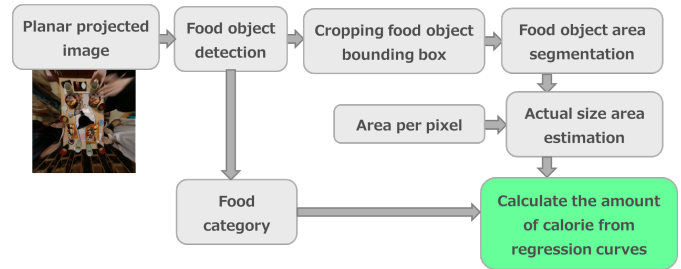 Planar projected
image
Food object
detection
Cropping food object
bounding box
Food object area
segmentation
Area per pixel
Actual size area
estimation
Food
category
Calculate the amount
of calorie from
regression curves